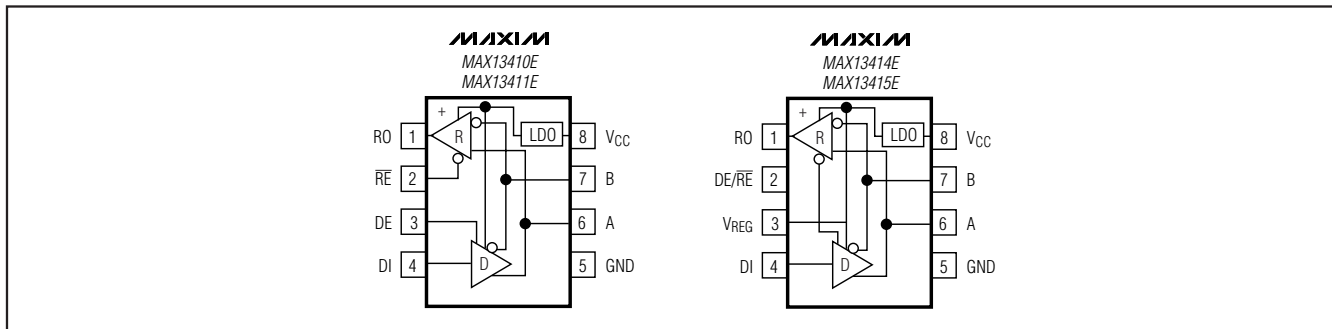 MAXIM
MAX13410E
MAX13411E
+
RO 1
R
LDO
8 VCC
RE 2
7 B
DE 3
6 A
DI 4
D
5 GND
MAXIM
MAX13414E
MAX13415E
+
RO 1
R
LDO
8 VCC
DE/RE 2
7 B
VREG 3
6 A
DI 4
D
5 GND